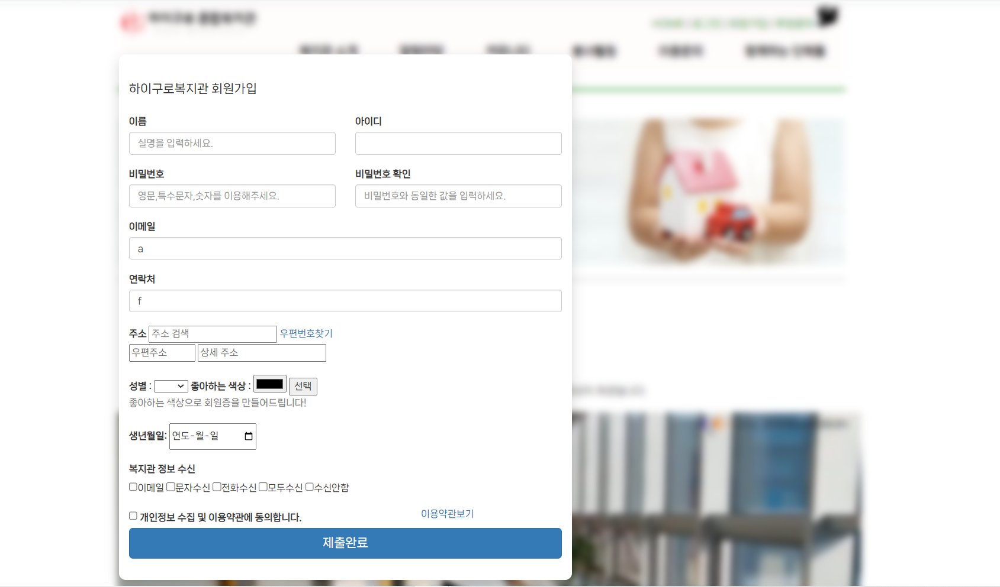 하이구로복지관 회원가입
이름 아이디
실명을 입력하세요.
비밀번호 비밀번호 확인
영문,특수문자,숫자를 이용해주세요. 비밀번호와 동일한 값을 입력하세요.
이메일
a
연락처
f
주소 주소 검색 우편번호찾기
우편주소 상세 주소
성별 : 좋아하는 색상 : 선택
좋아하는 색상으로 회원증을 만들어드립니다!
생년월일: 연도-월-일
복지관 정보 수신
이메일 문자수신 전화수신 모두수신 수신안함
개인정보 수집 및 이용약관에 동의합니다. 이용약관보기
제출완료